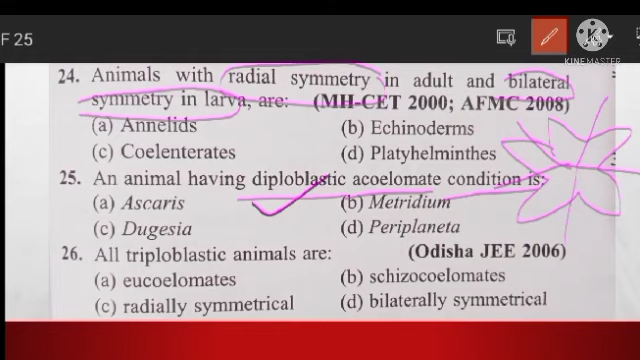 F 25
KINEMASTER
24. Animals with radial symmetry in adult and bilateral
symmetry in larva, are: (MH-CET 2000; AFMC 2008)
(a) Annelids (b) Echinoderms
(c) Coelenterates (d) Platyhelminthes
25. An animal having diploblastic acoelomate condition is:
(a) Ascaris (b) Metridium
(c) Dugesia (d) Periplaneta
26. All triploblastic animals are: (Odisha JEE 2006)
(a) eucoelomates (b) schizocoelomates
(c) radially symmetrical (d) bilaterally symmetrical